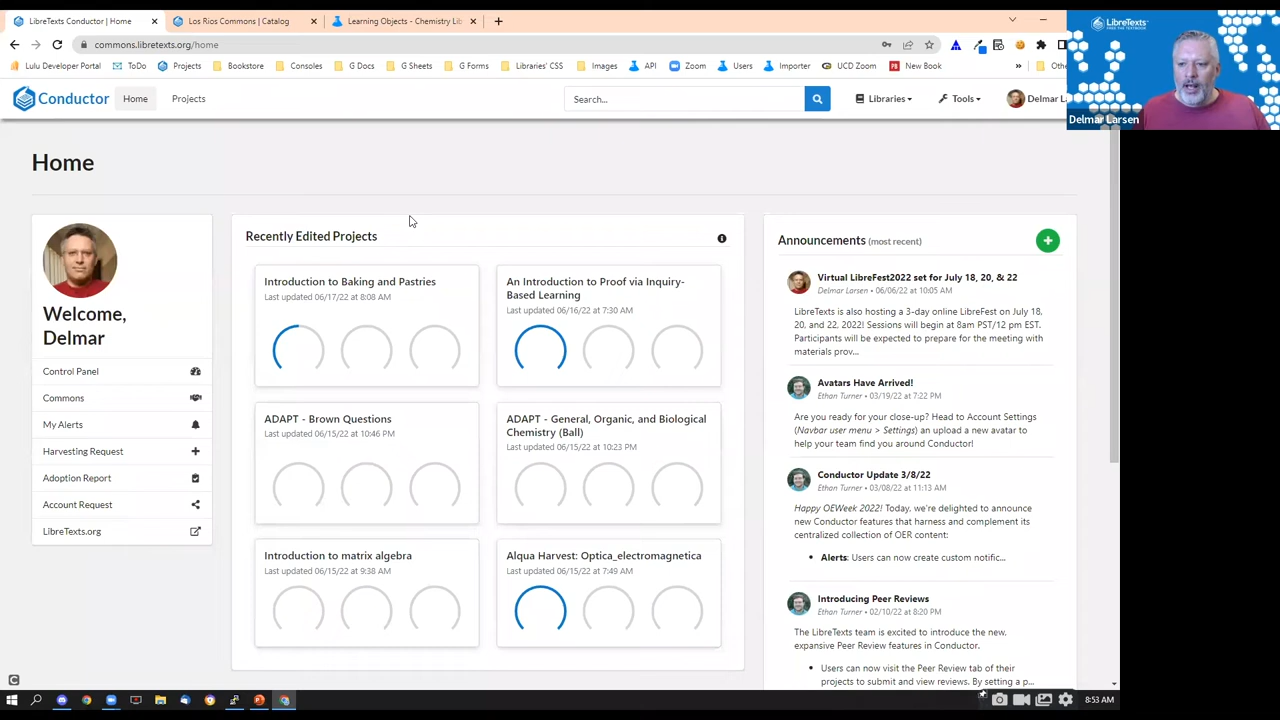 LibreTexts Conductor | Home
Los Rios Commons | Catalog
Learning Objects - Chemistry Lib
commons.libretexts.org/home
Lulu Developer Portal
ToDo
Projects
Bookstore
Consoles
G Docs
G Sheets
G Forms
Libraries' CSS
Images
API
Zoom
Users
Importer
UCD Zoom
New Book
»
LibreTexts
FREE THE TEXTBOOK
Delmar Larsen
Conductor
Home
Projects
Search...
Libraries
Tools
Delmar La
Home
Welcome,
Delmar
Control Panel
Commons
My Alerts
Harvesting Request
Adoption Report
Account Request
LibreTexts.org
Recently Edited Projects
Introduction to Baking and Pastries
Last updated 06/17/22 at 8:08 AM
An Introduction to Proof via Inquiry-
Based Learning
Last updated 06/16/22 at 7:30 AM
ADAPT - Brown Questions
Last updated 06/15/22 at 10:46 PM
ADAPT - General, Organic, and Biological
Chemistry (Ball)
Last updated 06/15/22 at 10:23 PM
Introduction to matrix algebra
Last updated 06/15/22 at 9:38 AM
Alqua Harvest: Optica_electromagnetica
Last updated 06/15/22 at 7:49 AM
Announcements (most recent)
Virtual LibreFest2022 set for July 18, 20, & 22
Delmar Larsen • 06/06/22 at 10:05 AM
LibreTexts is also hosting a 3-day online LibreFest on July 18,
20, and 22, 2022! Sessions will begin at 8am PST/12 pm EST.
Participants will be expected to prepare for the meeting with
materials prov...
Avatars Have Arrived!
Ethan Turner • 03/19/22 at 7:22 PM
Are you ready for your close-up? Head to Account Settings
(Navbar user menu > Settings) an upload a new avatar to
help your team find you around Conductor!
Conductor Update 3/8/22
Ethan Turner • 03/08/22 at 11:13 AM
Happy OEWeek 2022! Today, we're delighted to announce
new Conductor features that harness and complement its
centralized collection of OER content:
• Alerts: Users can now create custom notific...
Introducing Peer Reviews
Ethan Turner • 02/10/22 at 8:20 PM
The LibreTexts team is excited to introduce the new,
expansive Peer Review features in Conductor.
• Users can now visit the Peer Review tab of their
projects to submit and view reviews. By setting a p...
8:53 AM